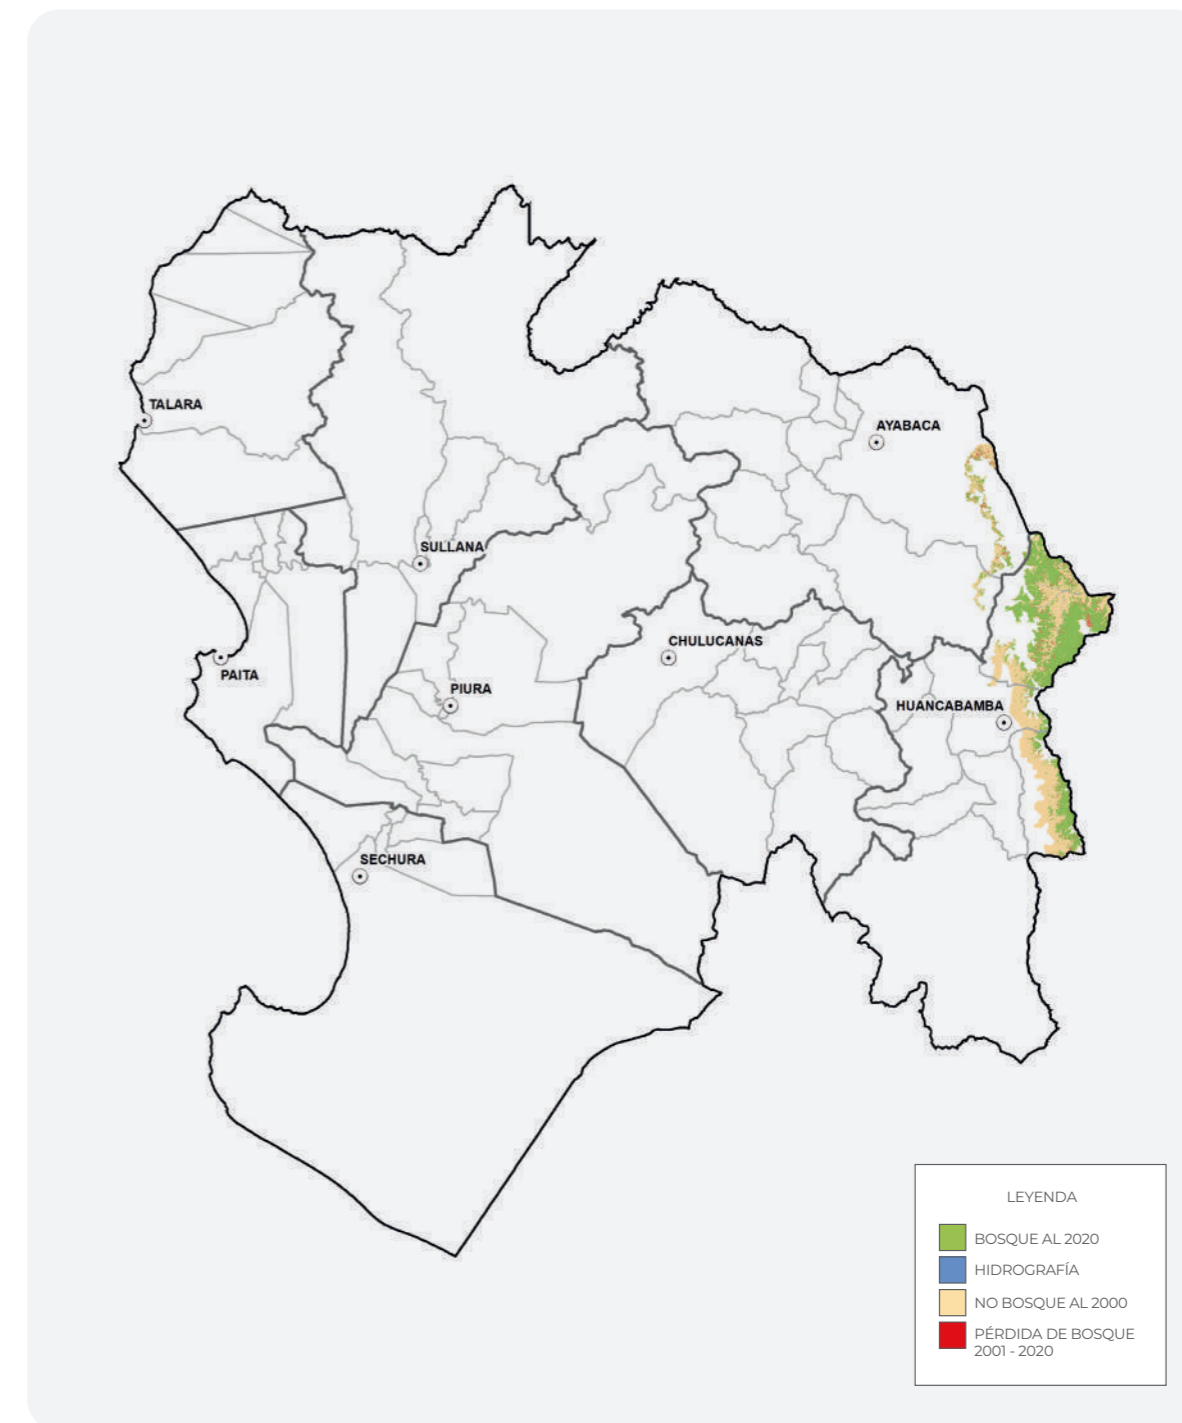 TALARA
AYABACA
SULLANA
CHULUCANAS
PAITA
PIURA
HUANCABAMBA
SECHURA
LEYENDA
BOSQUE AL 2020
HIDROGRAFÍA
NO BOSQUE AL 2000
PÉRDIDA DE BOSQUE
2001 - 2020